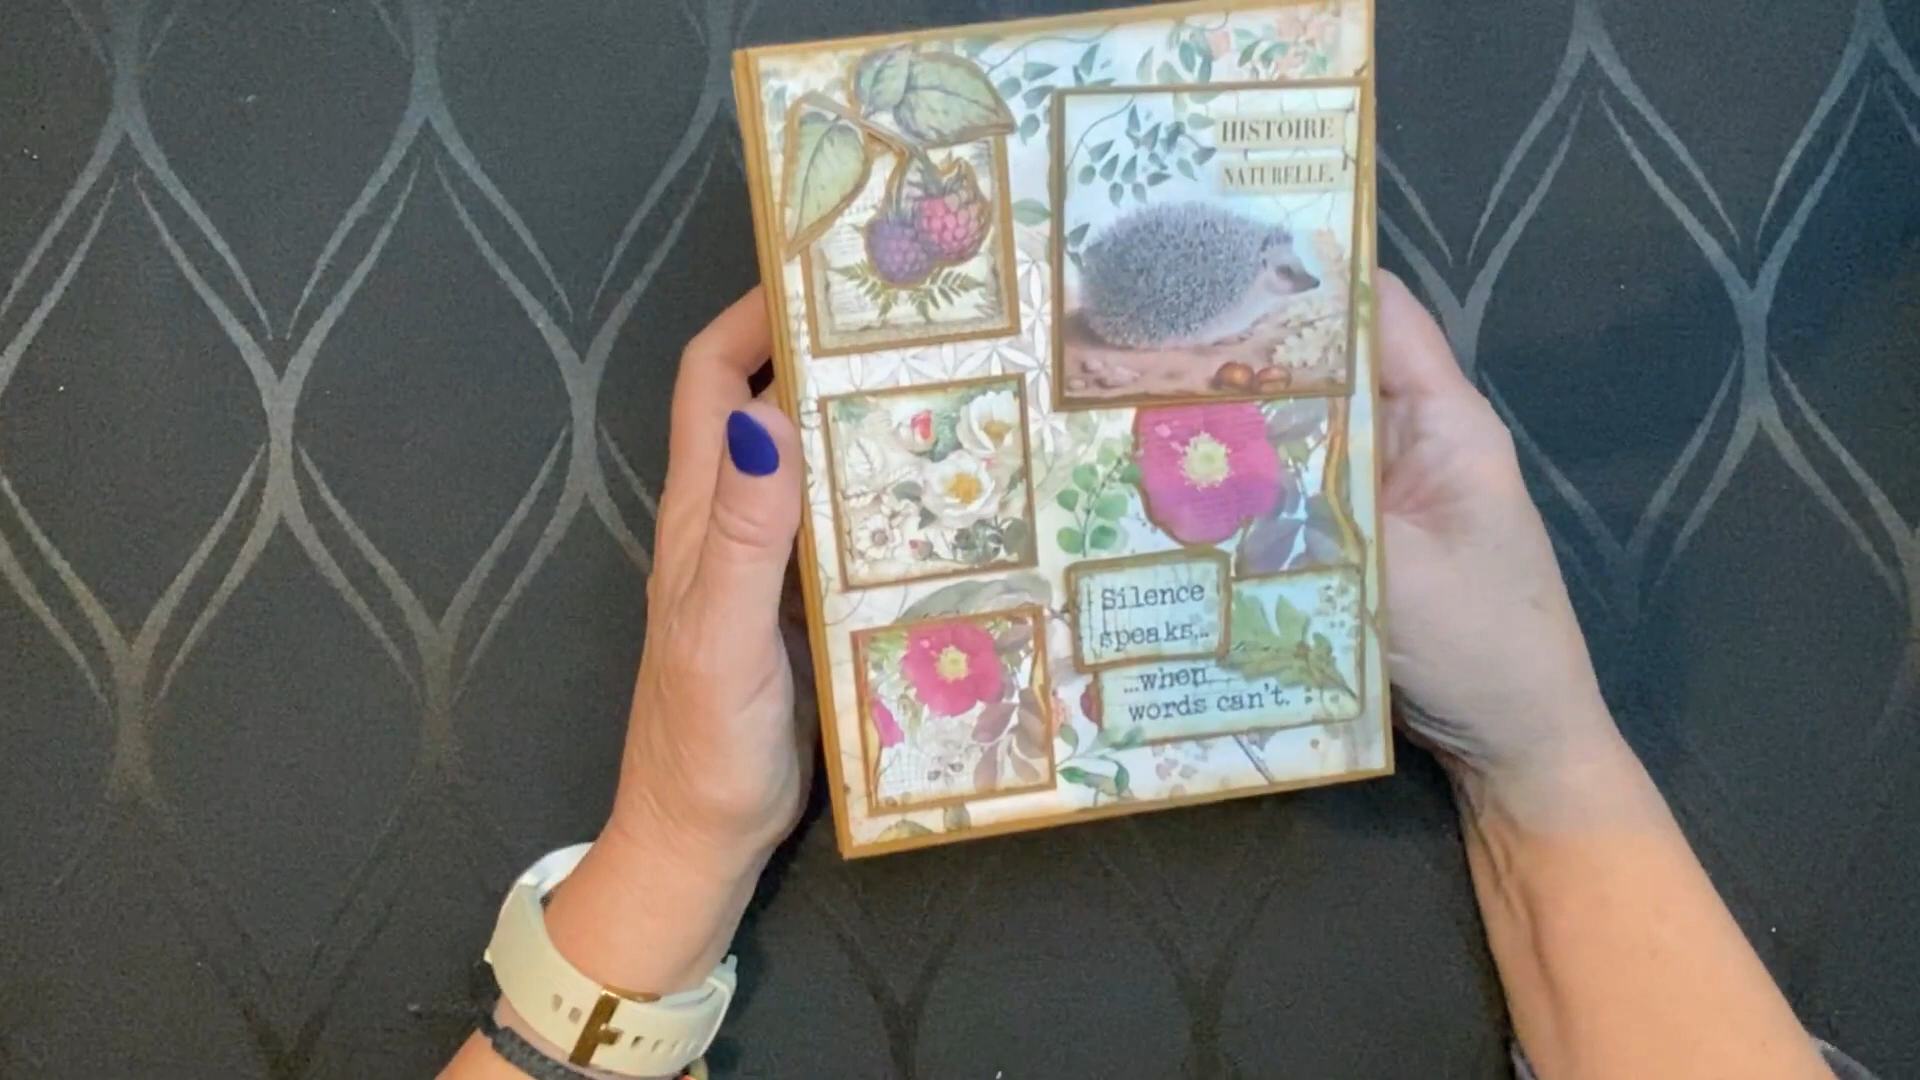 HISTOIRE
NATURELLE.
Silence
speaks...
...when
words can't.